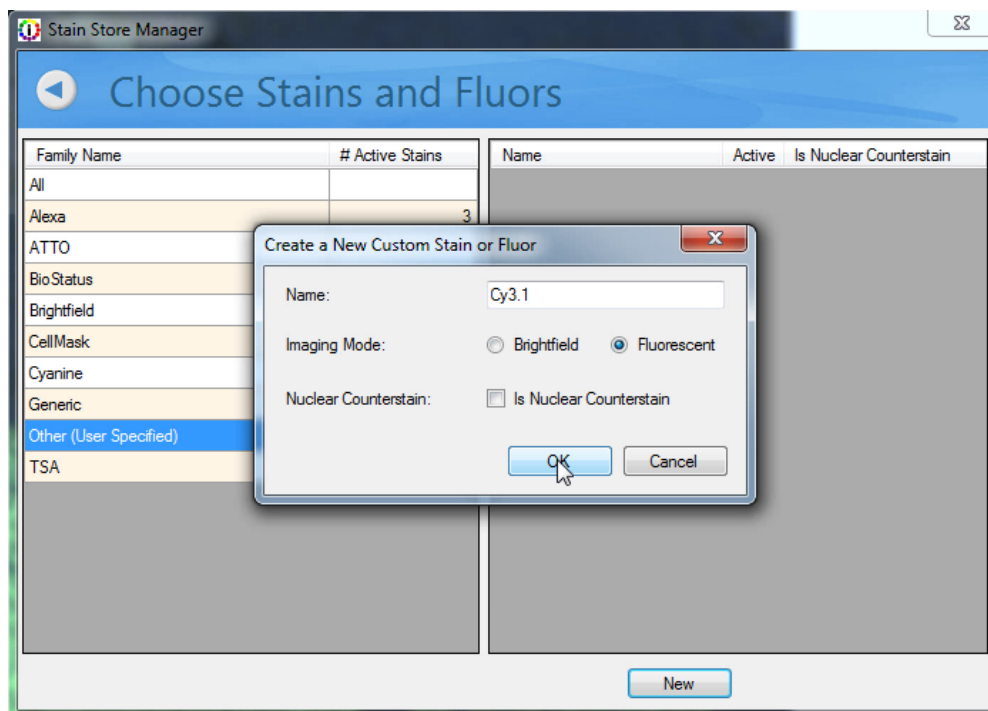 Stain Store Manager
Choose Stains and Fluors
Family Name # Active Stains Name Active Is Nuclear Counterstain
All
Alexa 3
ATTO
BioStatus
Brightfield
CellMask
Cyanine
Generic
Other (User Specified)
TSA
Create a New Custom Stain or Fluor
Name: Cy3.1
Imaging Mode: Brightfield Fluorescent
Nuclear Counterstain: Is Nuclear Counterstain
OK Cancel
New